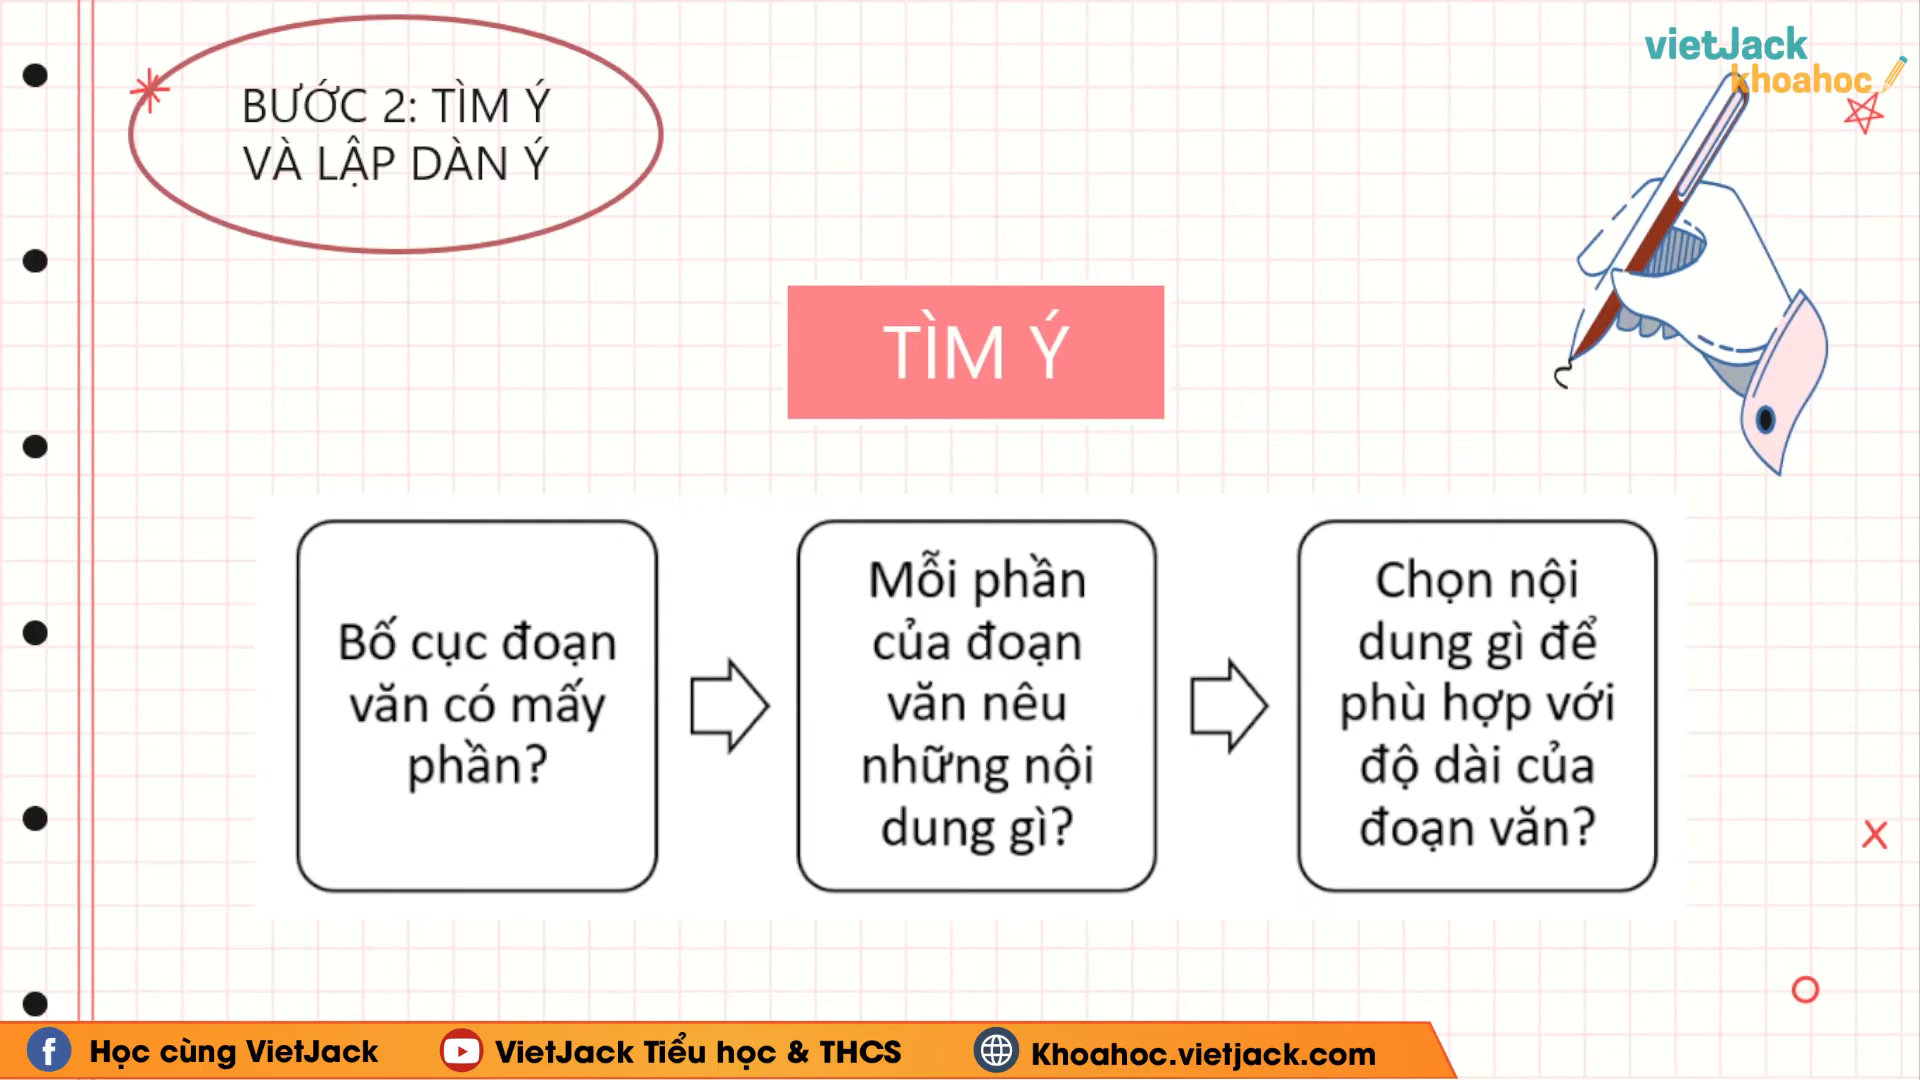 vietJack
khoahoc
BƯỚC 2: TÌM Ý
VÀ LẬP DÀN Ý
TÌM Ý
Bố cục đoạn
văn có mấy
phần?
Mỗi phần
của đoạn
văn nêu
những nội
dung gì?
Chọn nội
dung gì để
phù hợp với
độ dài của
đoạn văn?
Học cùng VietJack
VietJack Tiểu học & THCS
Khoahoc.vietjack.com